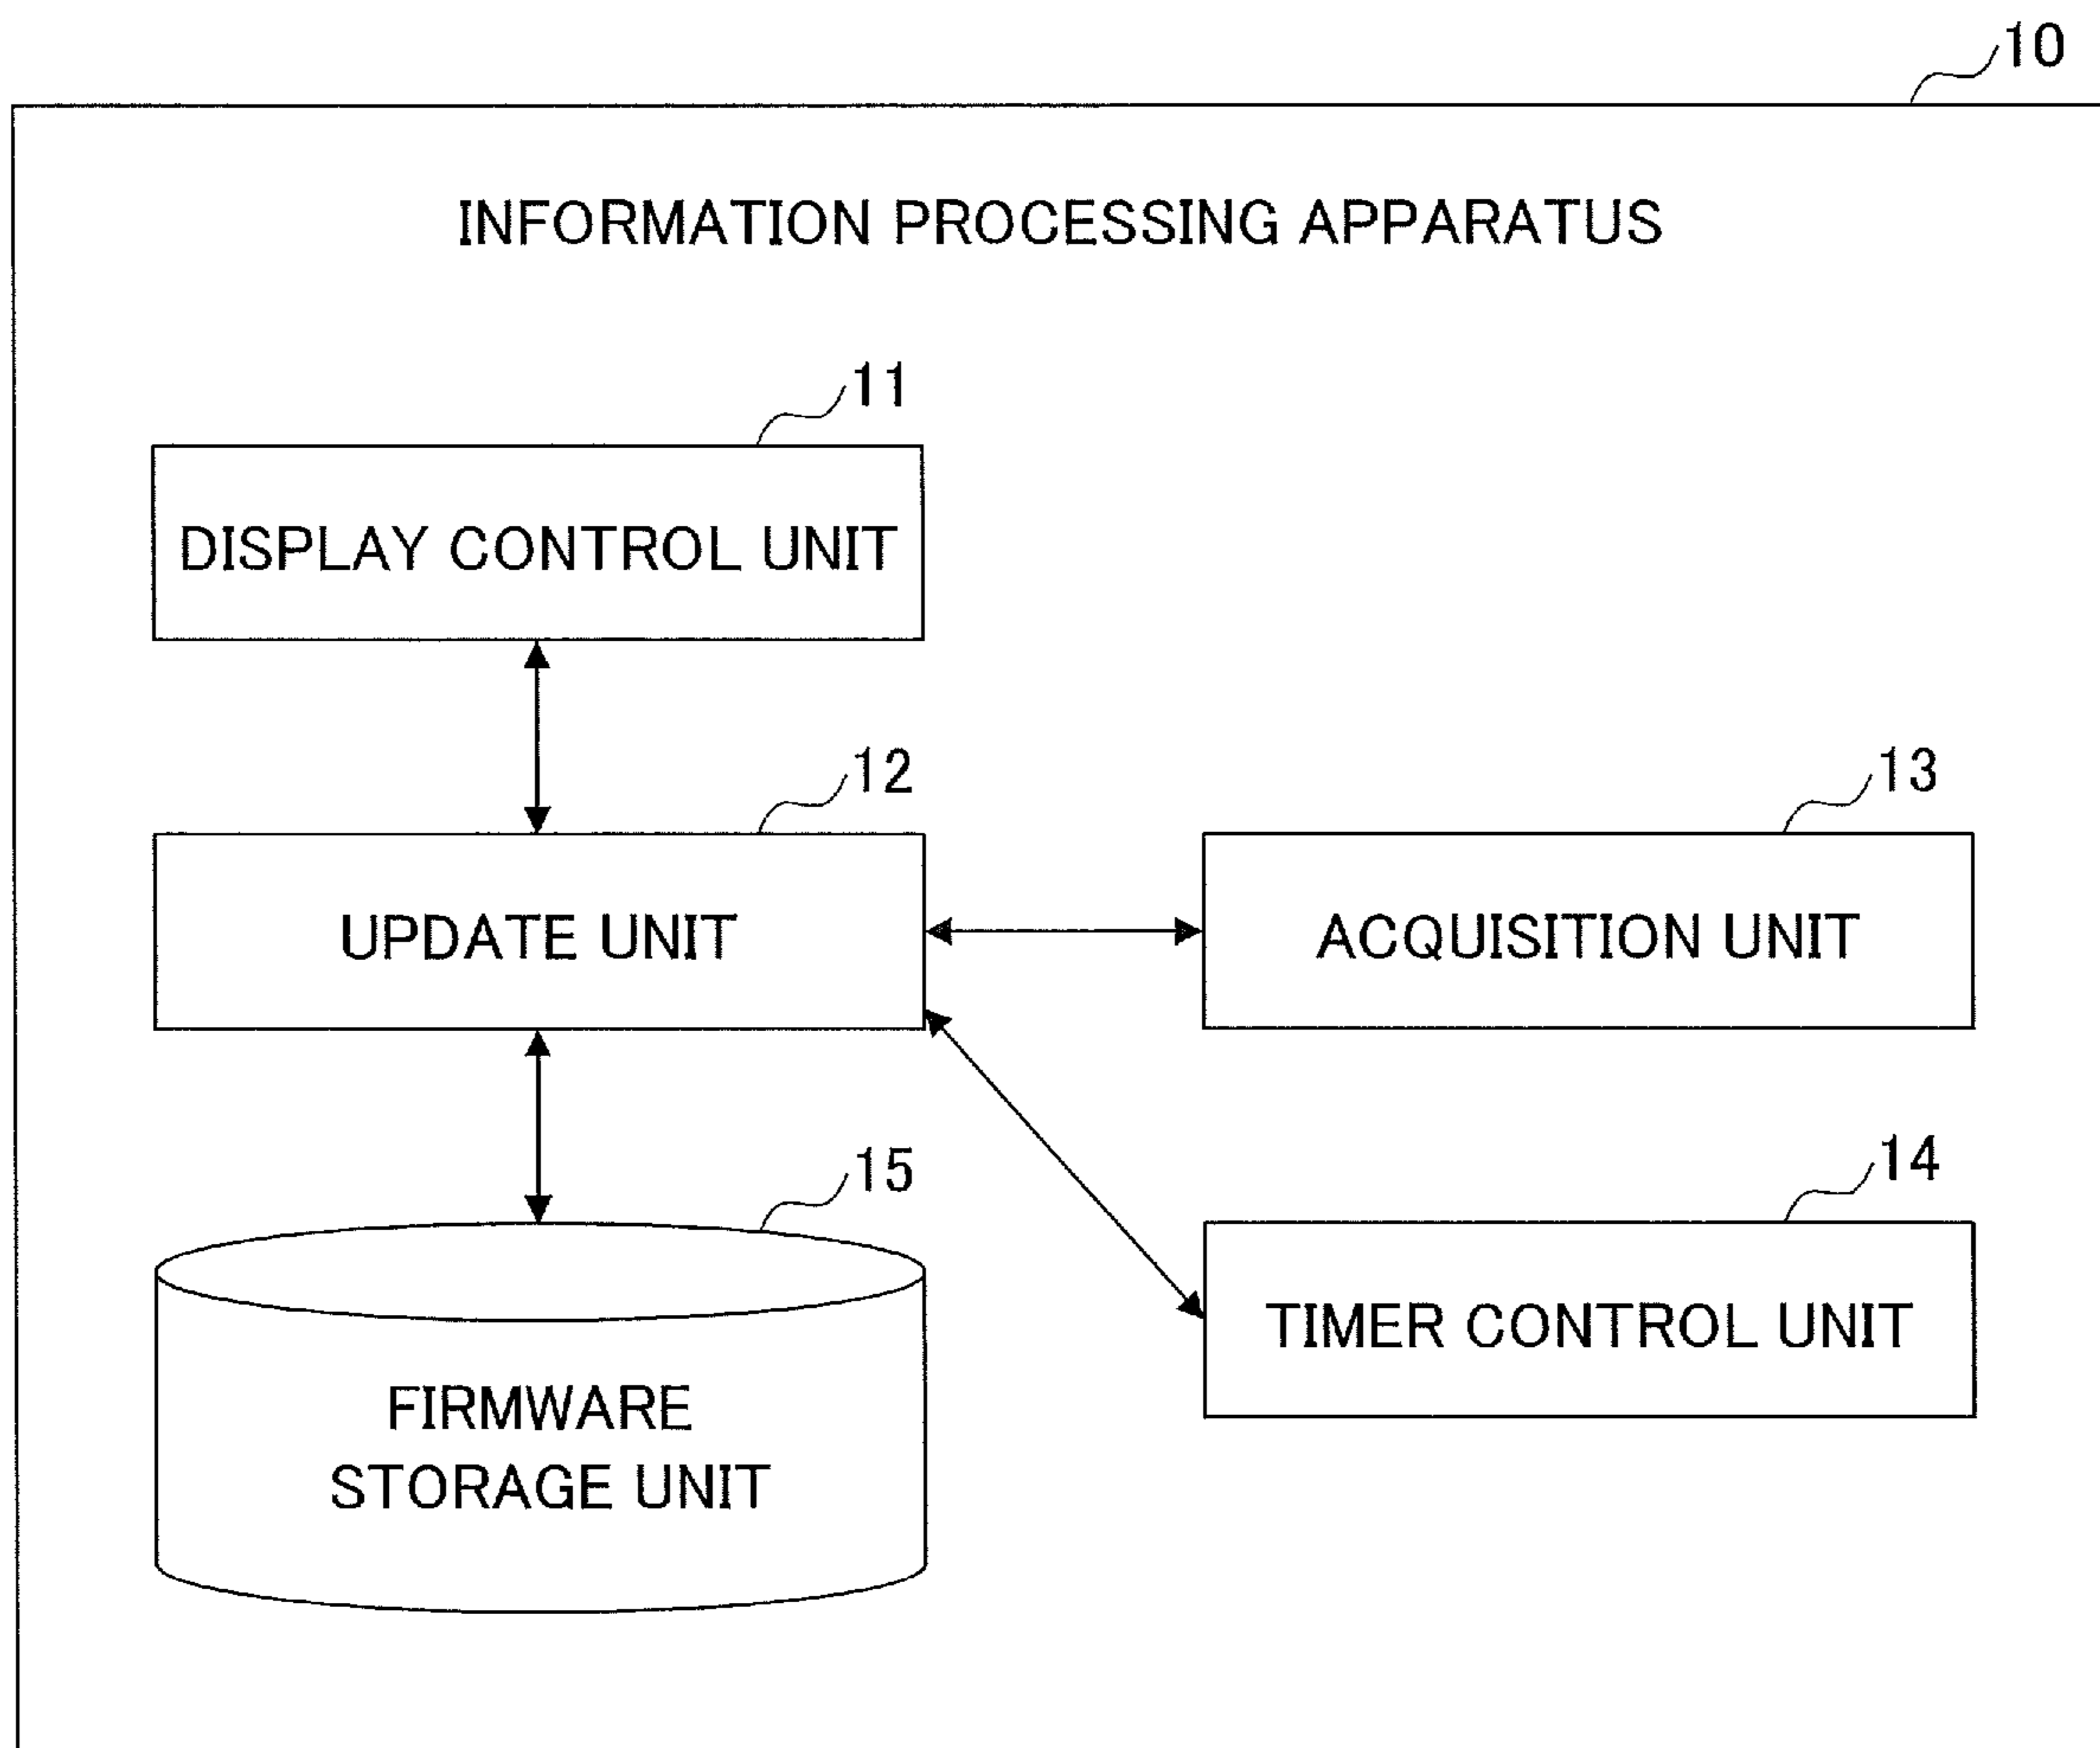 10
INFORMATION PROCESSING APPARATUS
11
DISPLAY CONTROL UNIT
12
UPDATE UNIT
13
ACQUISITION UNIT
14
TIMER CONTROL UNIT
15
FIRMWARE
STORAGE UNIT